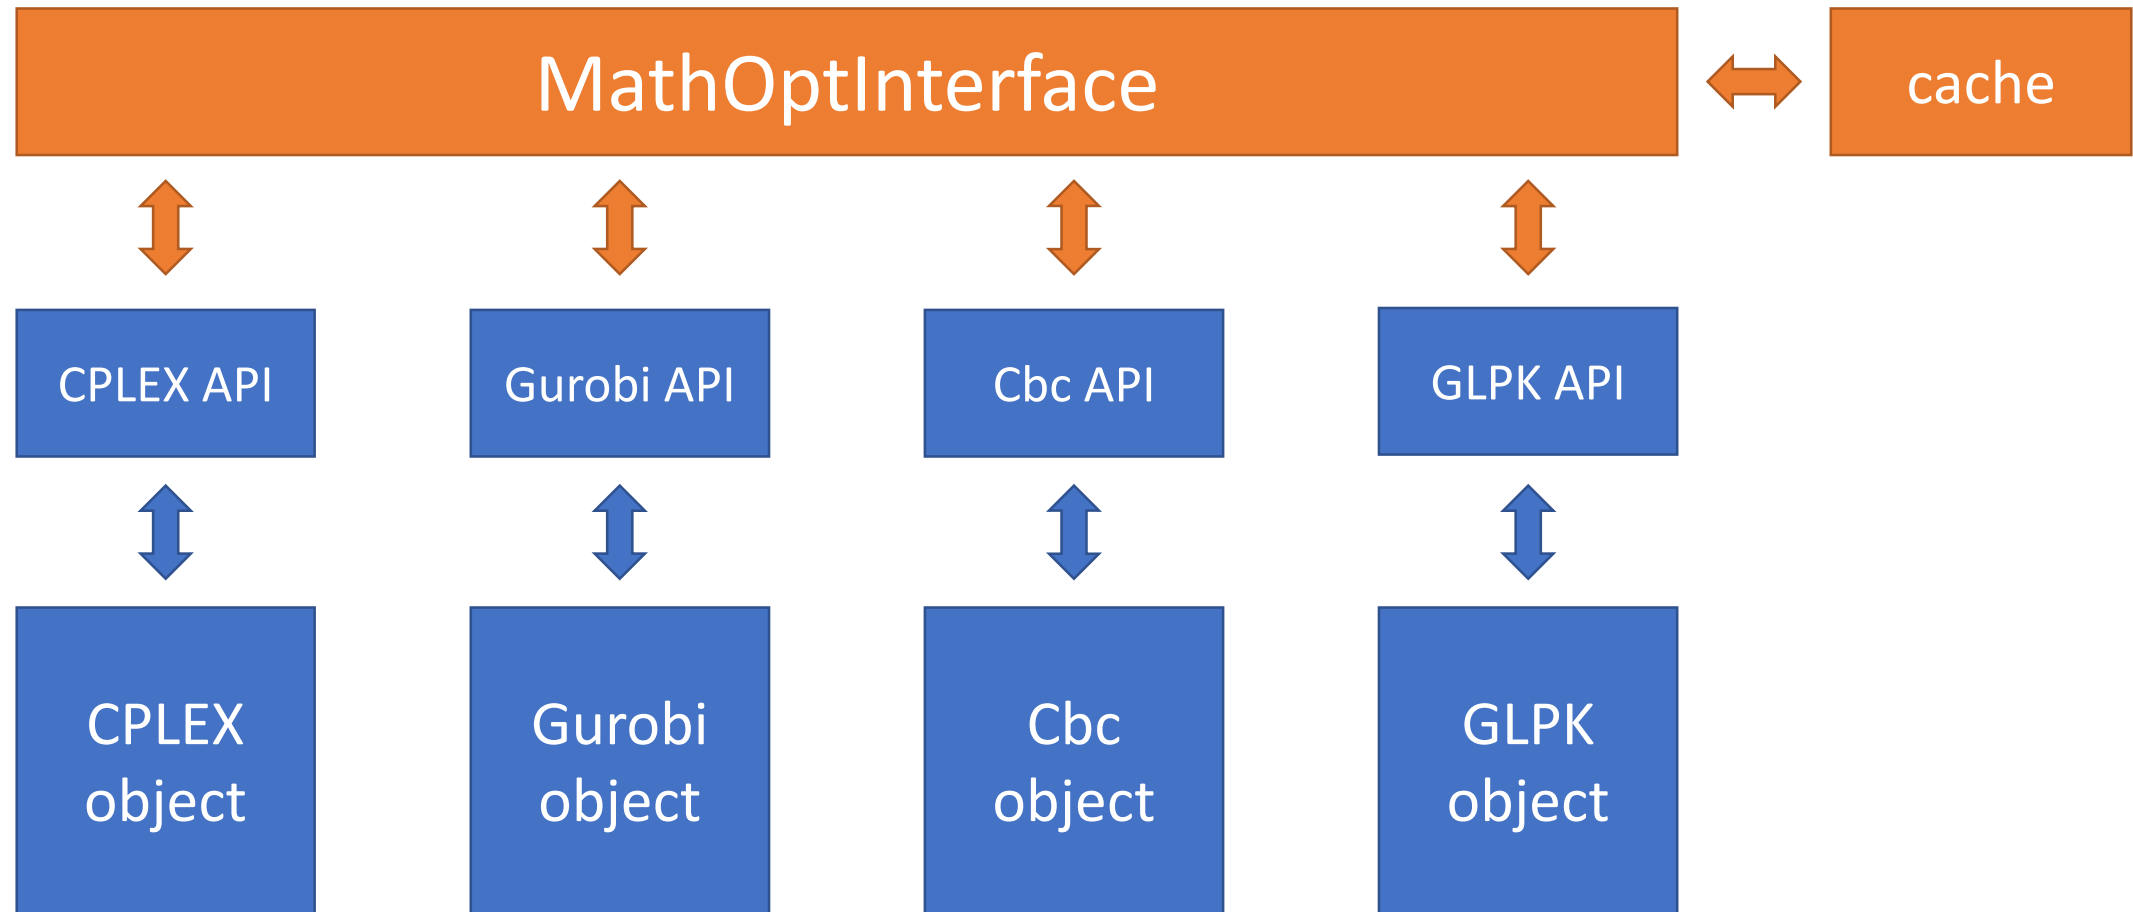 MathOptInterface
cache
CPLEX API
Gurobi API
Cbc API
GLPK API
CPLEX
object
Gurobi
object
Cbc
object
GLPK
object